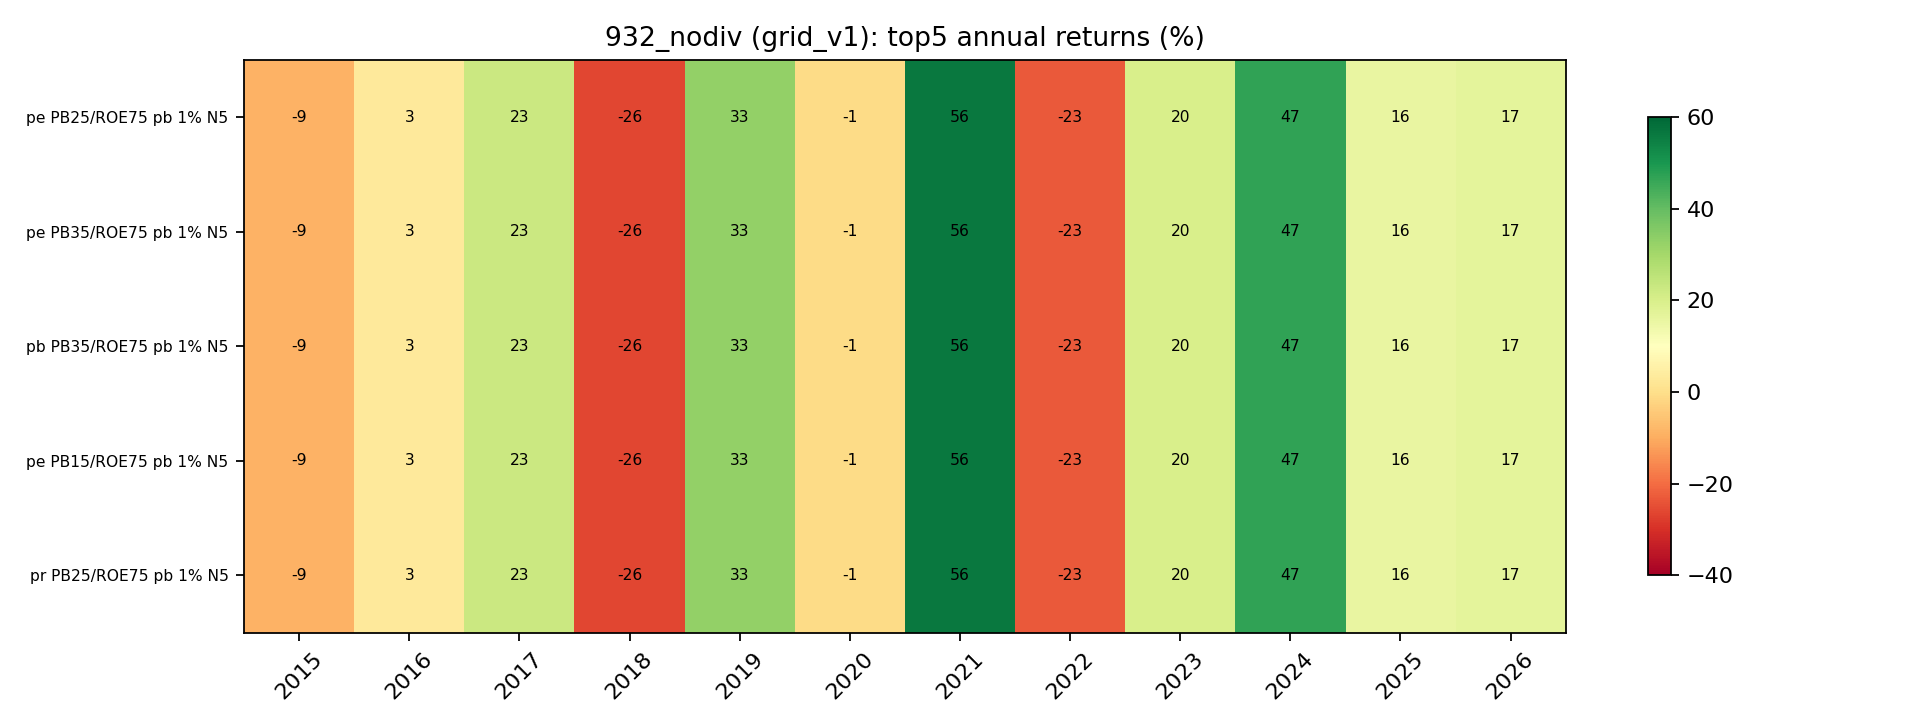 932_nodiv (grid_v1): top5 annual returns (%)
pe PB25/ROE75 pb 1% N5 -9 3 23 -26 33 -1 56 -23 20 47 16 17
pe PB35/ROE75 pb 1% N5 -9 3 23 -26 33 -1 56 -23 20 47 16 17
pb PB35/ROE75 pb 1% N5 -9 3 23 -26 33 -1 56 -23 20 47 16 17
pe PB15/ROE75 pb 1% N5 -9 3 23 -26 33 -1 56 -23 20 47 16 17
pr PB25/ROE75 pb 1% N5 -9 3 23 -26 33 -1 56 -23 20 47 16 17
2015 2016 2017 2018 2019 2020 2021 2022 2023 2024 2025 2026
60
40
20
0
−20
−40